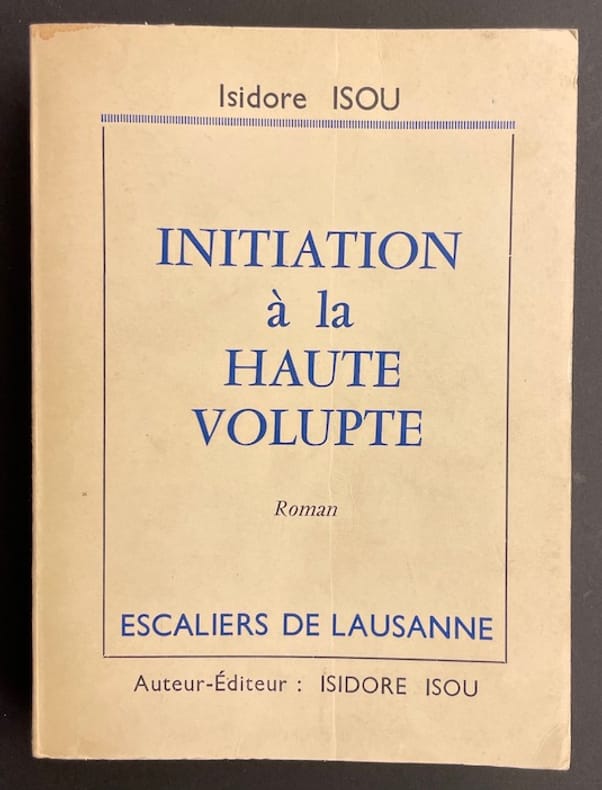 Isidore ISOU
INITIATION
à la
HAUTE
VOLUPTE
Roman
ESCALIERS DE LAUSANNE
Auteur-Éditeur : ISIDORE ISOU